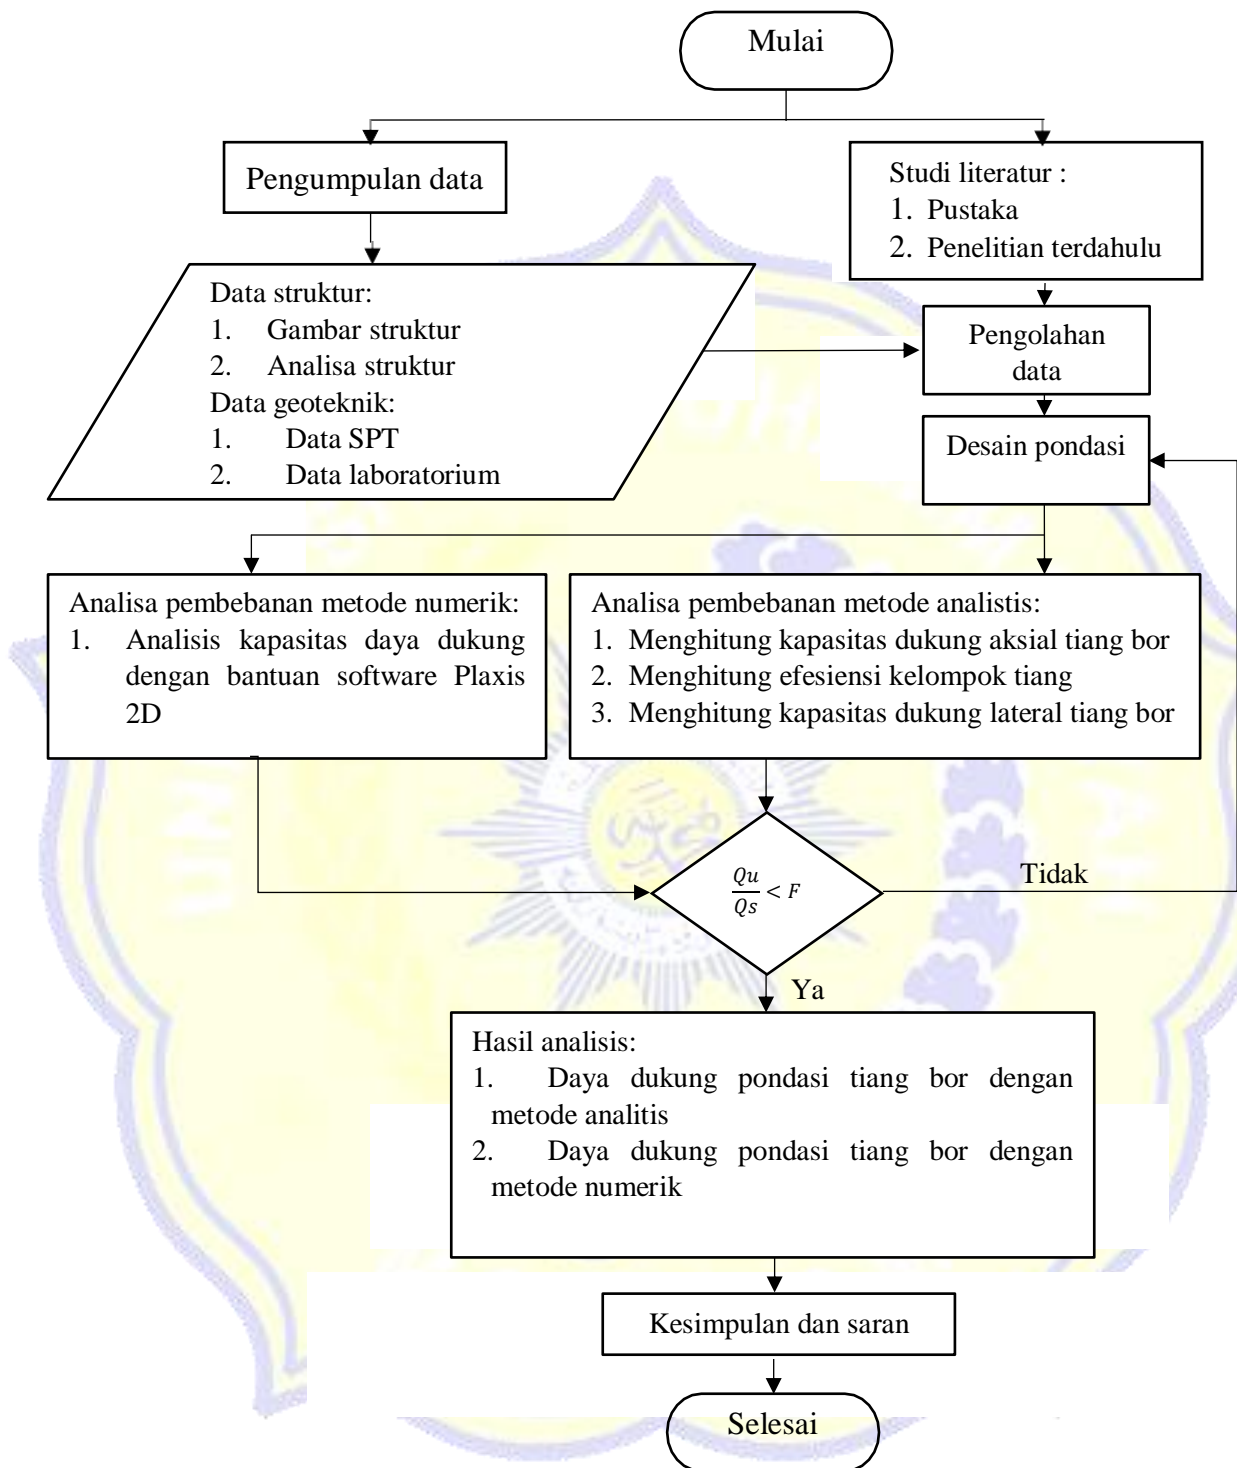 Mulai
Pengumpulan data
Studi literatur :
1. Pustaka
2. Penelitian terdahulu
Data struktur:
1. Gambar struktur
2. Analisa struktur
Data geoteknik:
1. Data SPT
2. Data laboratorium
Pengolahan
data
Desain pondasi
Analisa pembebanan metode numerik:
1. Analisis kapasitas daya dukung
dengan bantuan software Plaxis
2D
Analisa pembebanan metode analistis:
1. Menghitung kapasitas dukung aksial tiang bor
2. Menghitung efesiensi kelompok tiang
3. Menghitung kapasitas dukung lateral tiang bor
Qu
Qs < F
Tidak
Ya
Hasil analisis:
1. Daya dukung pondasi tiang bor dengan
metode analitis
2. Daya dukung pondasi tiang bor dengan
metode numerik
Kesimpulan dan saran
Selesai